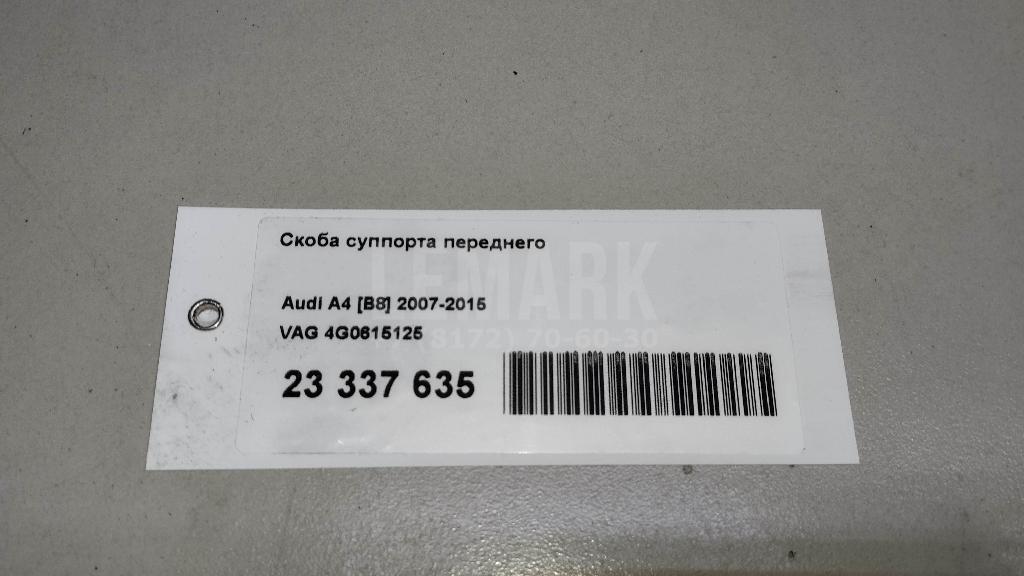 Скоба суппорта переднего
LEMARK
Audi A4 [B8] 2007-2015
VAG 4G0615125
(8172) 70-60-30
23 337 635